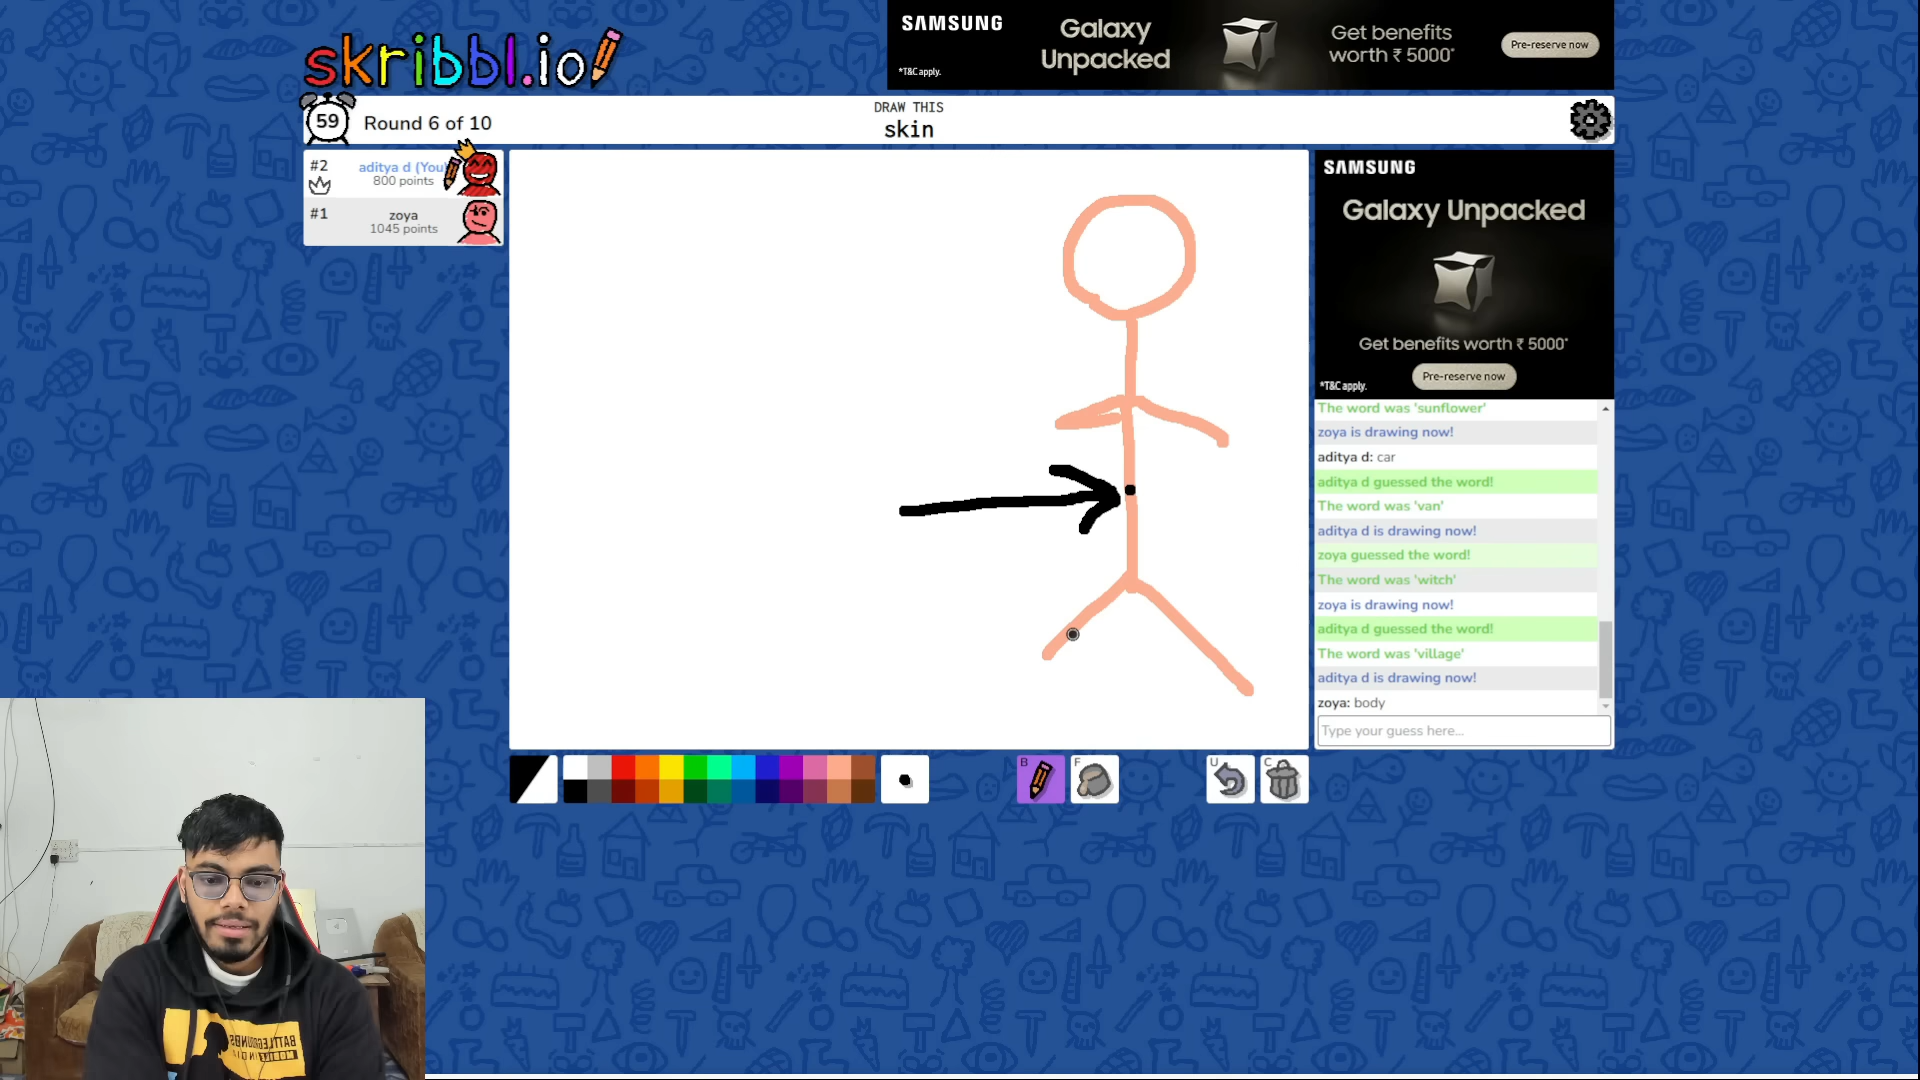 skribbl.io
SAMSUNG
*T&C apply.
Galaxy
Unpacked
Get benefits
worth ₹ 5000*
Pre-reserve now
59
Round 6 of 10
DRAW THIS
skin
#2
aditya d (You)
800 points
#1
zoya
1045 points
SAMSUNG
Galaxy Unpacked
Get benefits worth ₹ 5000*
Pre-reserve now
*T&C apply.
The word was 'sunflower'
zoya is drawing now!
aditya d: car
aditya d guessed the word!
The word was 'van'
aditya d is drawing now!
zoya guessed the word!
The word was 'witch'
zoya is drawing now!
aditya d guessed the word!
The word was 'village'
aditya d is drawing now!
zoya: body
Type your guess here...
B
F
U
C
BATTLEGROUNDS
MOBILE INDIA